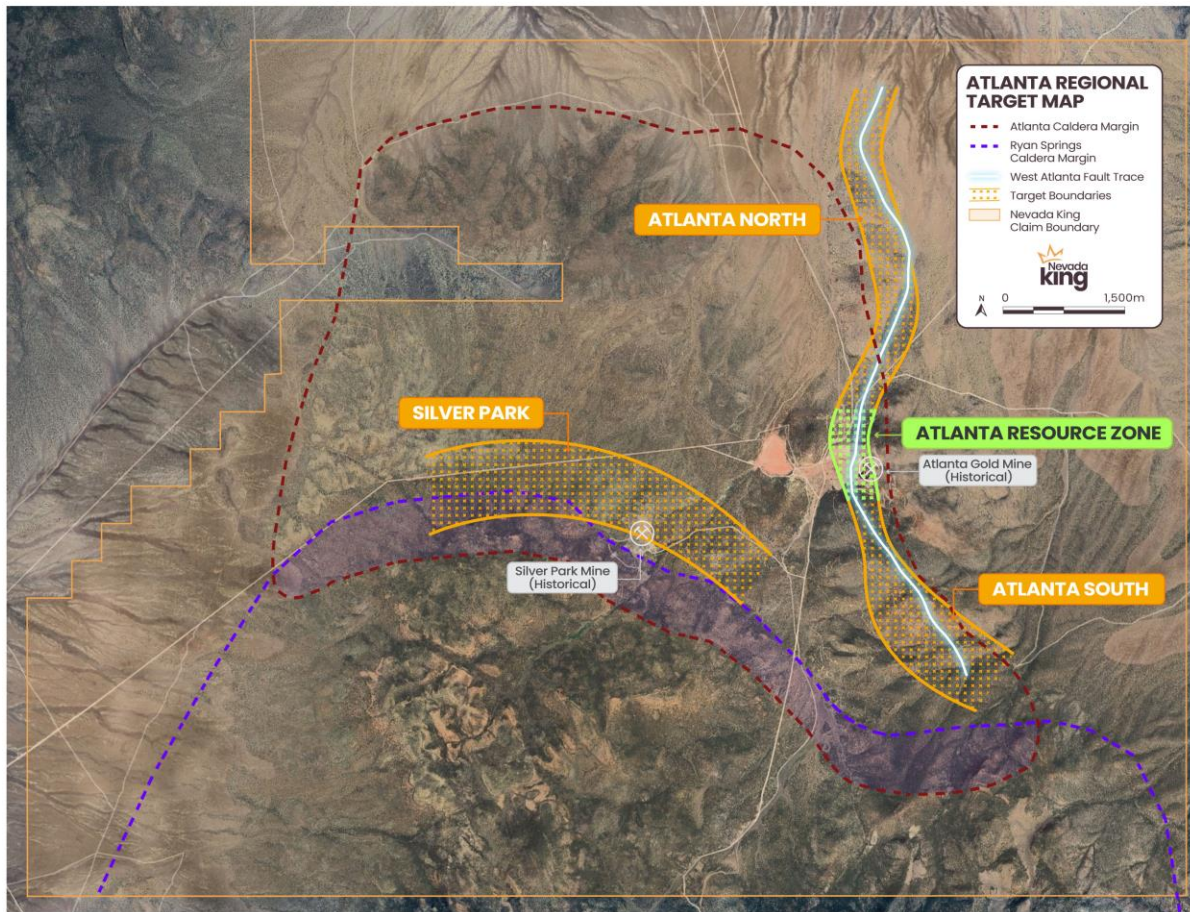 ATLANTA REGIONAL
TARGET MAP
Atlanta Caldera Margin
Ryan Springs
Caldera Margin
West Atlanta Fault Trace
Target Boundaries
Nevada King
Claim Boundary
Nevada
king
N
0 1,500m
ATLANTA NORTH
SILVER PARK
ATLANTA RESOURCE ZONE
Atlanta Gold Mine
(Historical)
Silver Park Mine
(Historical)
ATLANTA SOUTH